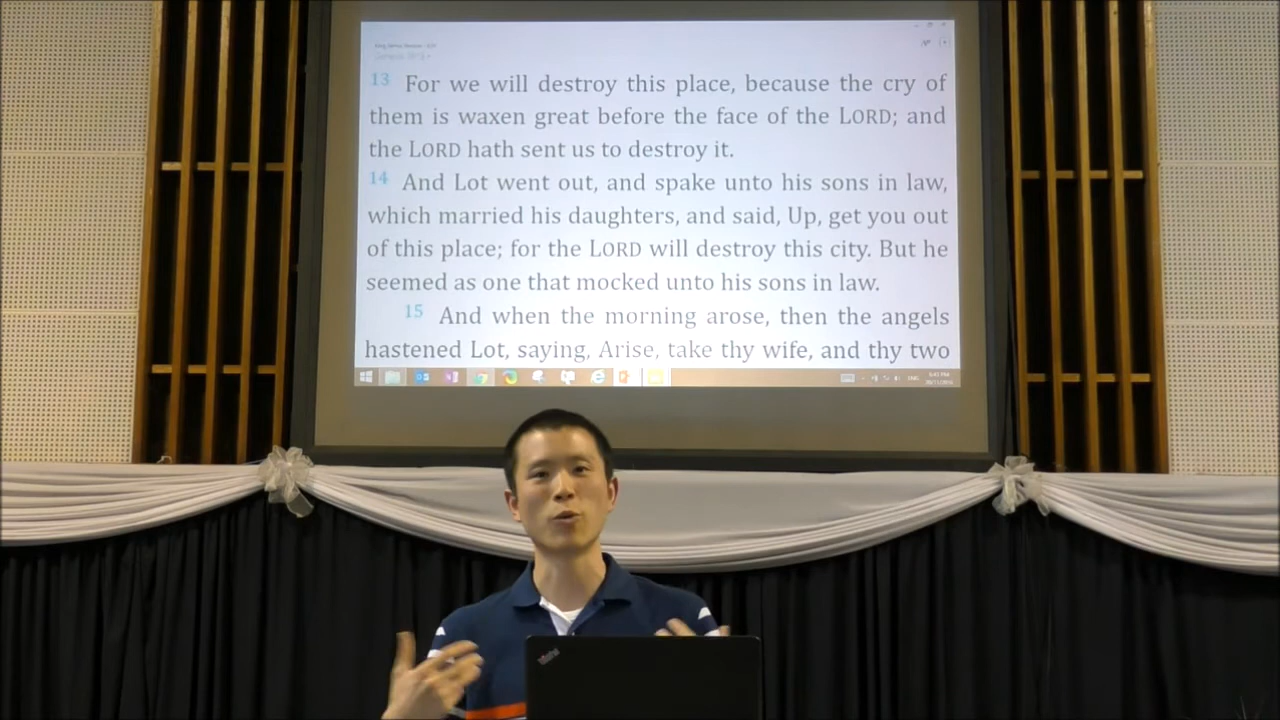 13 For we will destroy this place, because the cry of
them is waxen great before the face of the LORD; and
the LORD hath sent us to destroy it.
14 And Lot went out, and spake unto his sons in law,
which married his daughters, and said, Up, get you out
of this place; for the LORD will destroy this city. But he
seemed as one that mocked unto his sons in law.
15 And when the morning arose, then the angels
hastened Lot, saying, Arise, take thy wife, and thy two
ENG
ThinkPad